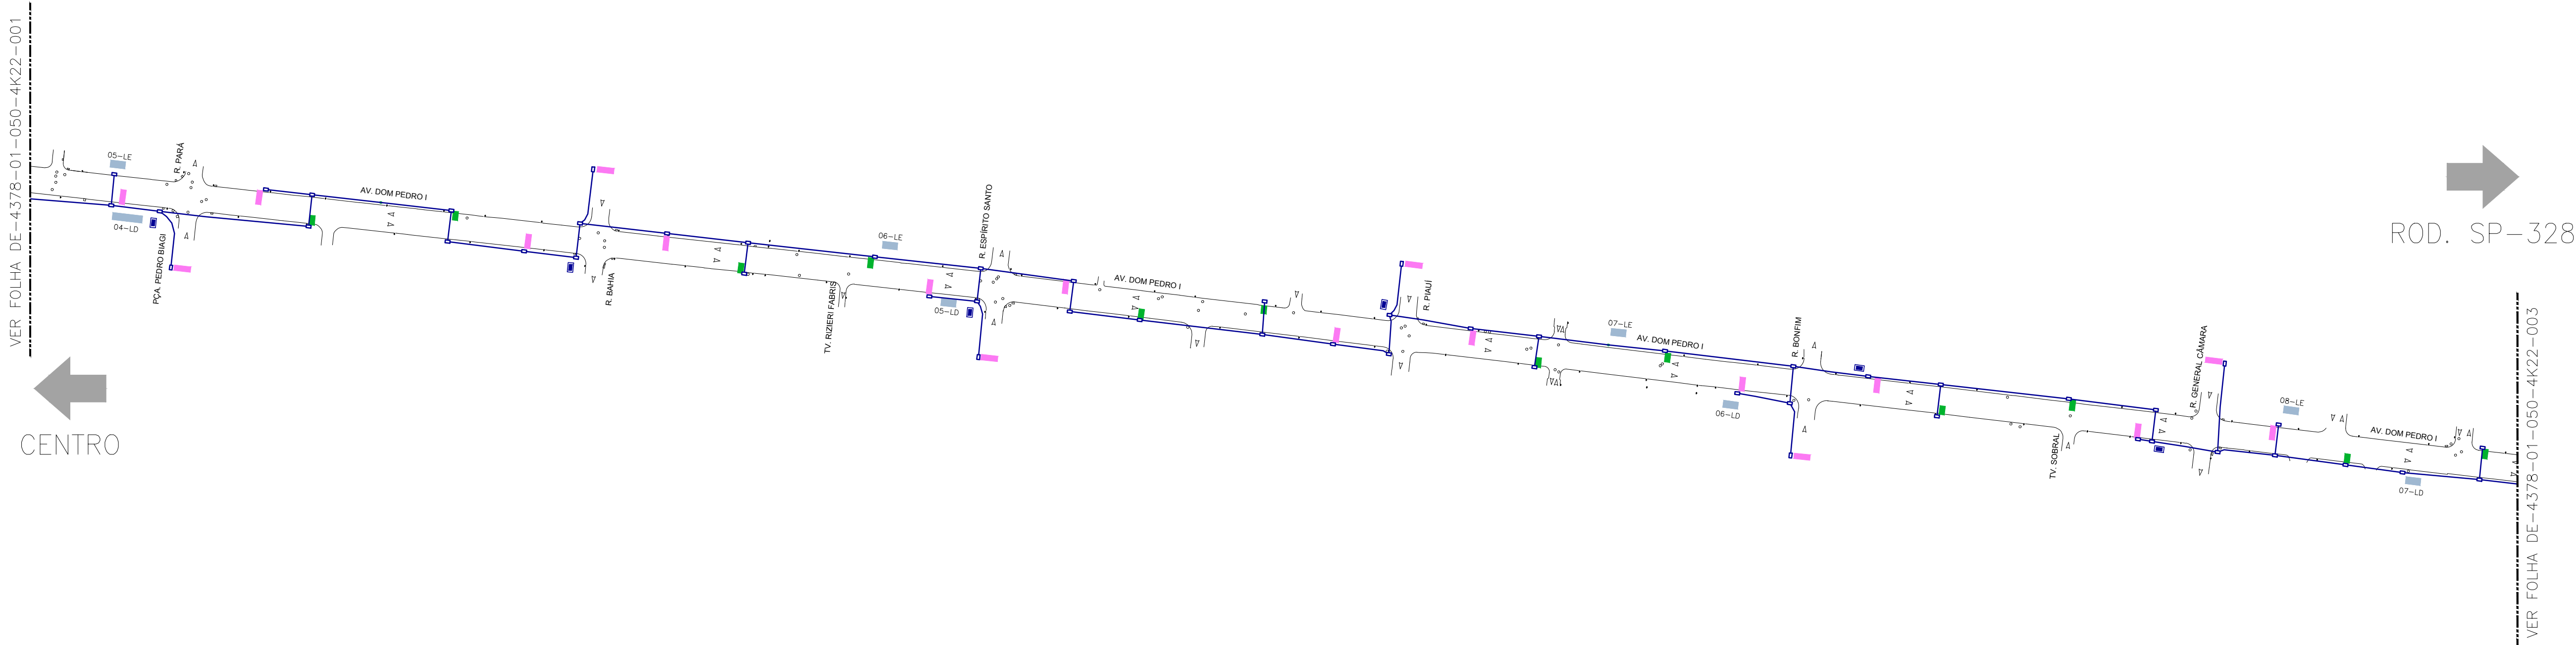 VER FOLHA DE-4378-01-050-4K22-001
05-LE
R. PARÁ
04-LD
PÇA. PEDRO BIAGI
AV. DOM PEDRO I
CENTRO
R. BAHIA
06-LE
TV. RIZIERI FABRIS
05-LD
R. ESPÍRITO SANTO
AV. DOM PEDRO I
R. PIAUÍ
07-LE
AV. DOM PEDRO I
06-LD
R. BONFIM
TV. SOBRAL
R. GENERAL CÂMARA
08-LE
AV. DOM PEDRO I
07-LD
ROD. SP-328
VER FOLHA DE-4378-01-050-4K22-003